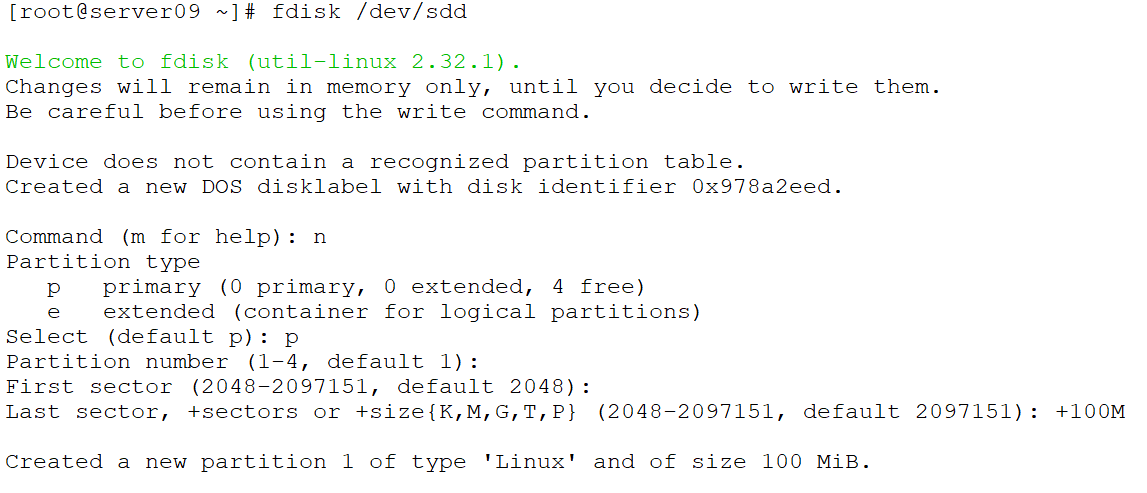 [root@server09 ~]# fdisk /dev/sdd
Welcome to fdisk (util-linux 2.32.1).
Changes will remain in memory only, until you decide to write them.
Be careful before using the write command.
Device does not contain a recognized partition table.
Created a new DOS disklabel with disk identifier 0x978a2eed.
Command (m for help): n
Partition type
   p   primary (0 primary, 0 extended, 4 free)
   e   extended (container for logical partitions)
Select (default p): p
Partition number (1-4, default 1):
First sector (2048-2097151, default 2048):
Last sector, +sectors or +size{K,M,G,T,P} (2048-2097151, default 2097151): +100M
Created a new partition 1 of type 'Linux' and of size 100 MiB.